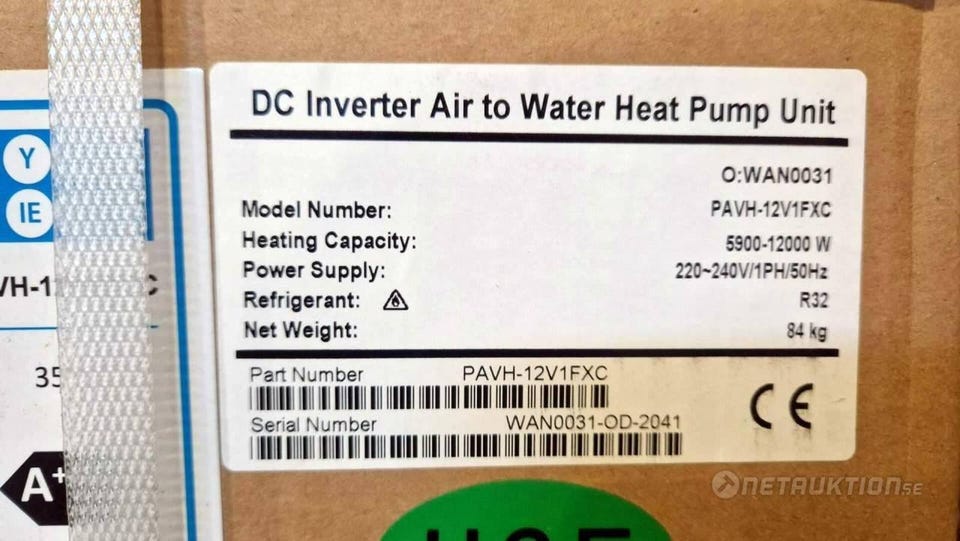 DC Inverter Air to Water Heat Pump Unit
O:WAN0031
Model Number: PAVH-12V1FXC
Heating Capacity: 5900-12000 W
Power Supply: 220~240V/1PH/50Hz
Refrigerant: R32
Net Weight: 84 kg
Part Number PAVH-12V1FXC
Serial Number WAN0031-OD-2041
CE
Y
IE
A+
NETAUKTION.SE